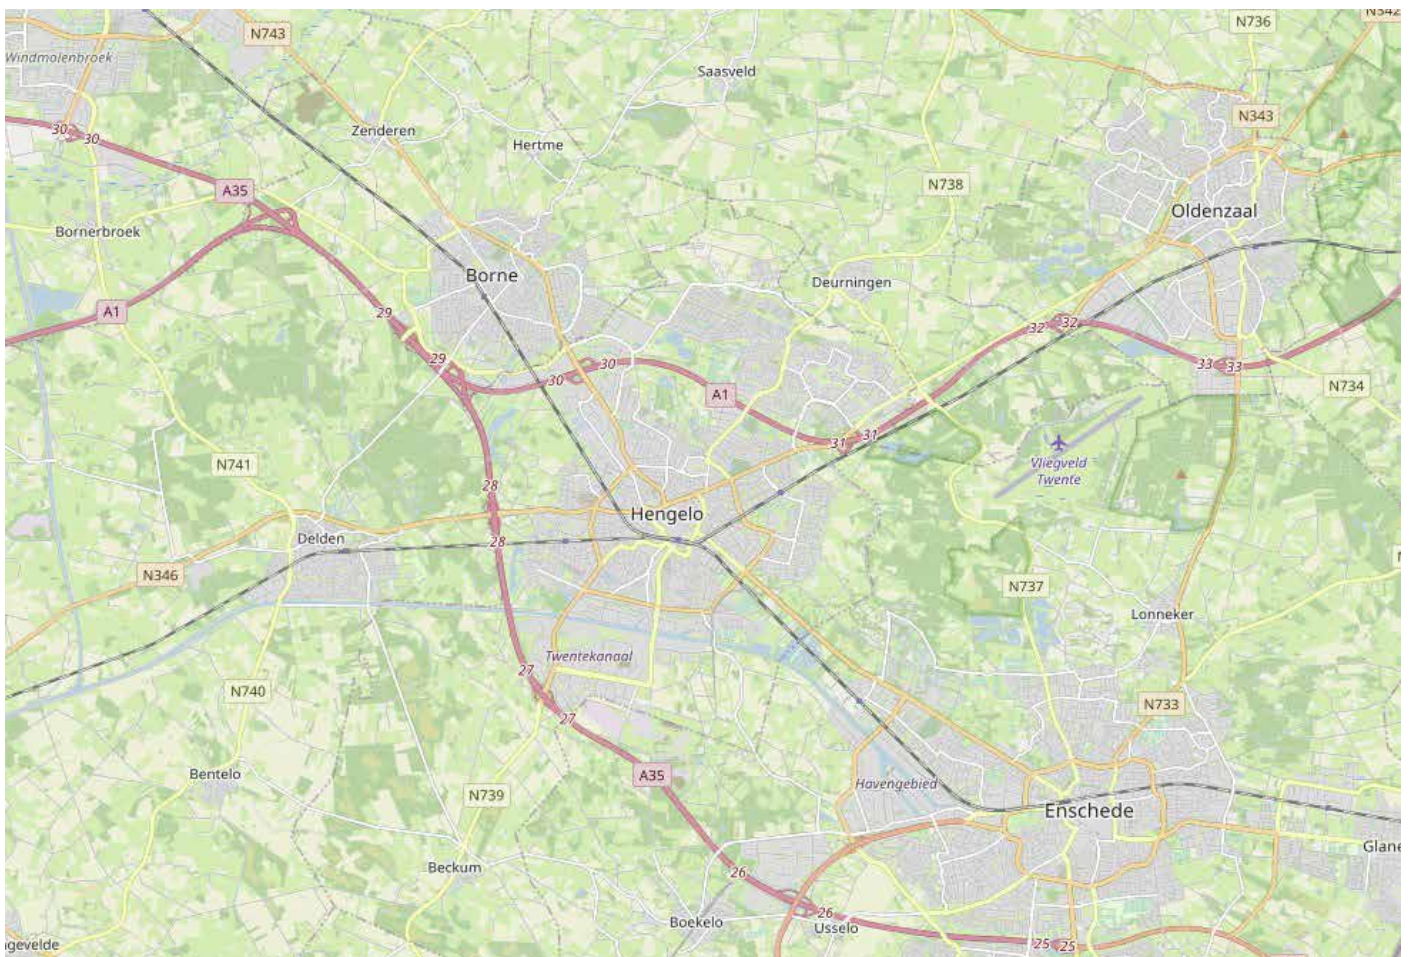 N743
N736
N342
Windmolenbroek
Saasveld
N343
30
30
Zenderen
Hertme
A35
N738
Oldenzaal
Bornerbroek
Borne
Deurningen
A1
29
32
32
29
30
30
33
33
A1
N734
31
31
N741
Vliegveld
Twente
28
Hengelo
28
Delden
N346
N737
Lonneker
Twentekanaal
27
N740
N733
27
Bentelo
A35
N739
Havengebied
Enschede
Glane
Beckum
26
26
Boekelo
Usselo
25
25
gevelde